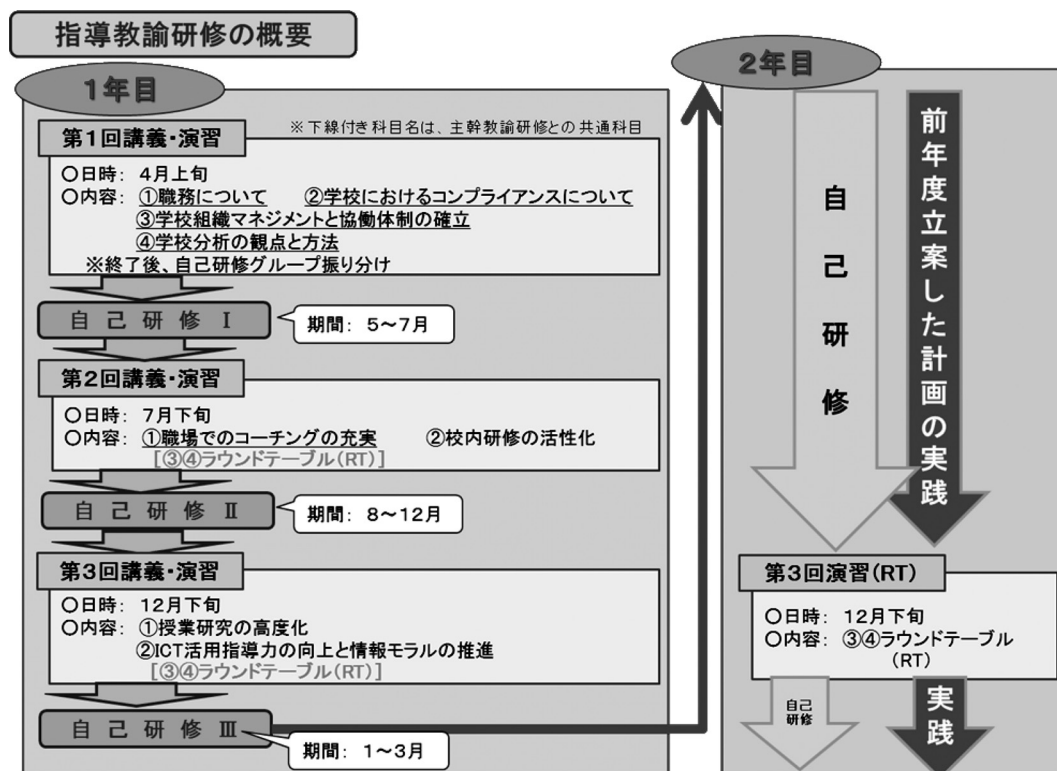 指導教諭研修の概要
1年目
※下線付き科目名は、主幹教諭研修との共通科目
第1回講義・演習
○日時： 4月上旬
○内容： ①職務について ②学校におけるコンプライアンスについて
③学校組織マネジメントと協働体制の確立
④学校分析の観点と方法
※終了後、自己研修グループ振り分け
自己研修Ⅰ
期間： 5～7月
第2回講義・演習
○日時： 7月下旬
○内容： ①職場でのコーチングの充実 ②校内研修の活性化
[③④ラウンドテーブル(RT)]
自己研修Ⅱ
期間： 8～12月
第3回講義・演習
○日時： 12月下旬
○内容： ①授業研究の高度化
②ICT活用指導力の向上と情報モラルの推進
[③④ラウンドテーブル(RT)]
自己研修Ⅲ
期間： 1～3月
2年目
自己研修
前年度立案した計画の実践
第3回演習(RT)
○日時： 12月下旬
○内容： ③④ラウンドテーブル
(RT)
自己
研修
実践